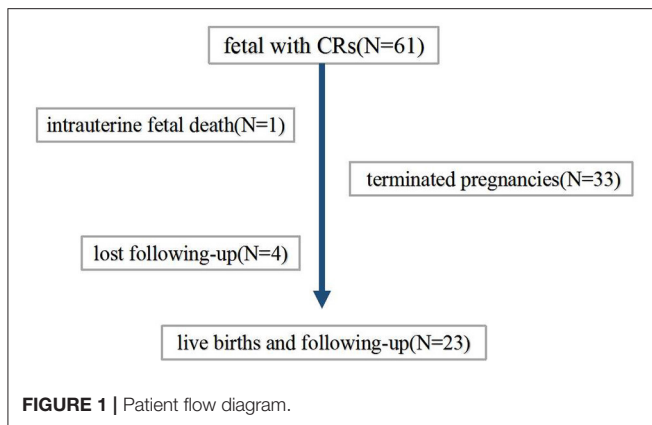 fetal with CRs(N=61)
intrauterine fetal death(N=1)
terminated pregnancies(N=33)
lost following-up(N=4)
live births and following-up(N=23)
FIGURE 1 | Patient flow diagram.